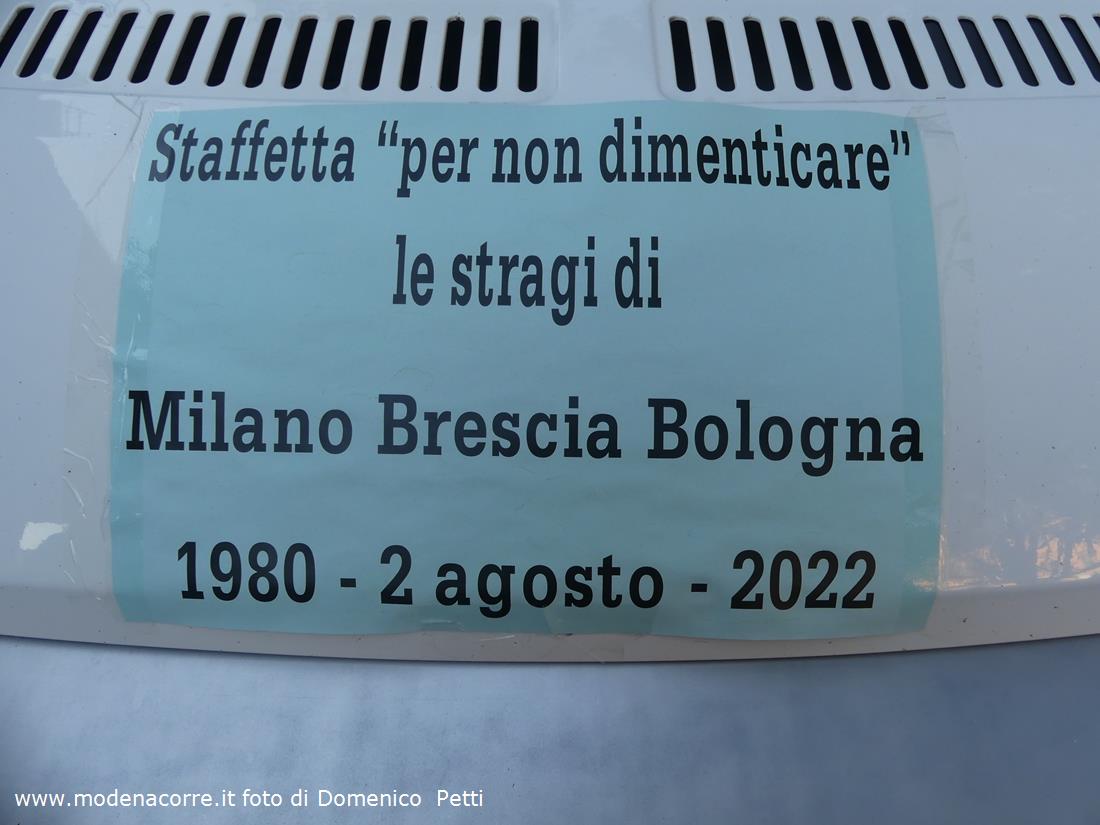 Staffetta “per non dimenticare”
le stragi di
Milano Brescia Bologna
1980 - 2 agosto - 2022
www.modenacorre.it foto di Domenico Petti